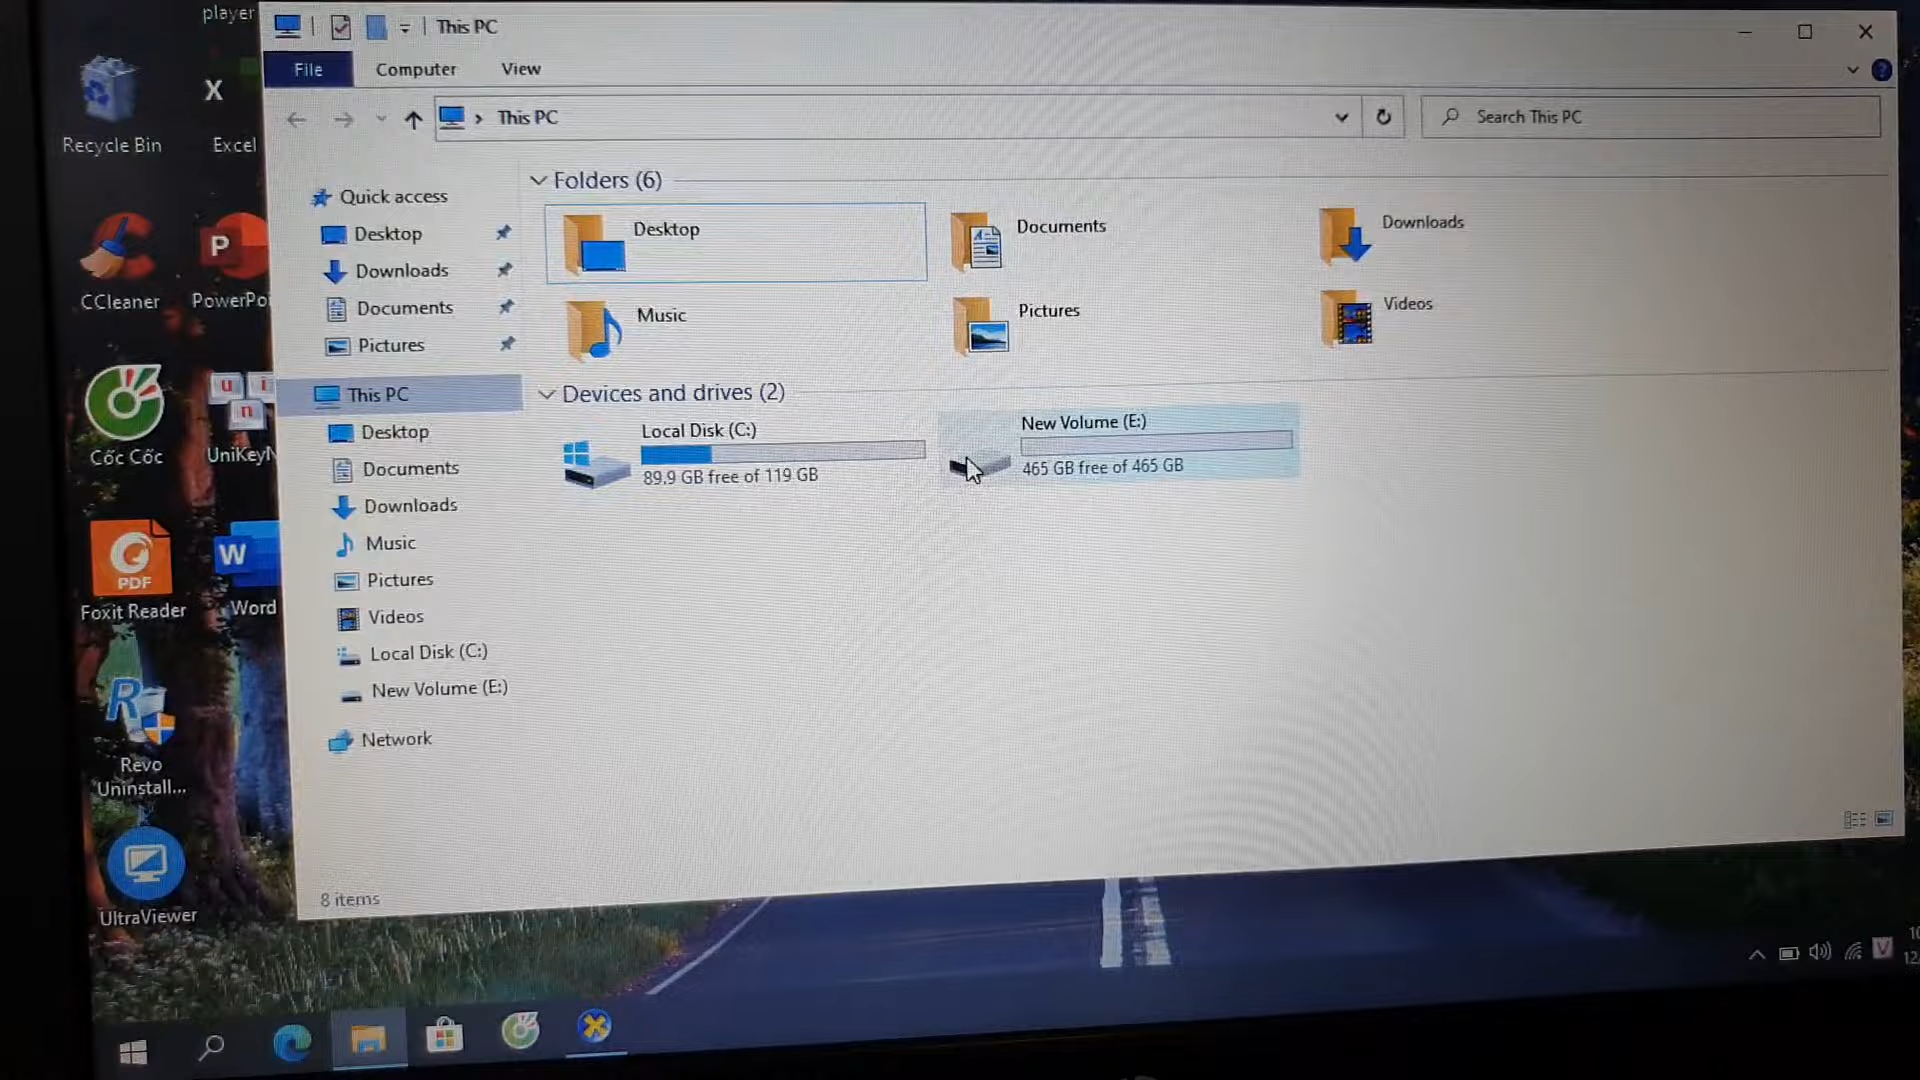 player
Recycle Bin
X
Excel
CCleaner
P
PowerPoi
Cốc Cốc
u i
n
UniKeyN
PDF
Foxit Reader
W
Word
R
Revo
Uninstall...
UltraViewer
This PC
File
Computer
View
This PC
Search This PC
Quick access
Desktop
Downloads
Documents
Pictures
This PC
Desktop
Documents
Downloads
Music
Pictures
Videos
Local Disk (C:)
New Volume (E:)
Network
8 items
Folders (6)
Desktop
Documents
Downloads
Music
Pictures
Videos
Devices and drives (2)
Local Disk (C:)
89.9 GB free of 119 GB
New Volume (E:)
465 GB free of 465 GB
V